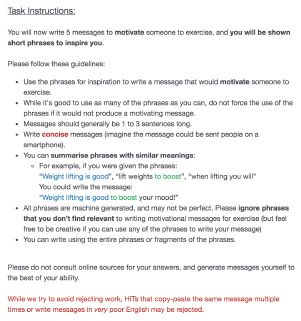 Task Instructions:
You will now write 5 messages to motivate someone to exercise, and you will be shown
short phrases to inspire you.
Please follow these guidelines:
• Use the phrases for inspiration to write a message that would motivate someone to
exercise.
• While it's good to use as many of the phrases as you can, do not force the use of the
phrases if it would not produce a motivating message.
• Messages should generally be 1 to 3 sentences long.
• Write concise messages (imagine the message could be sent people on a
smartphone).
• You can summarise phrases with similar meanings:
○ For example, if you were given the phrases:
"Weight lifting is good", "lift weights to boost", "when lifting you will"
You could write the message:
"Weight lifting is good to boost your mood!"
• All phrases are machine generated, and may not be perfect. Please ignore phrases
that you don't find relevant to writing motivational messages for exercise (but feel
free to be creative if you can use any of the phrases to write your message)
• You can write using the entire phrases or fragments of the phrases.
Please do not consult online sources for your answers, and generate messages yourself to
the best of your ability.
While we try to avoid rejecting work, HITs that copy-paste the same message multiple
times or write messages in very poor English may be rejected.